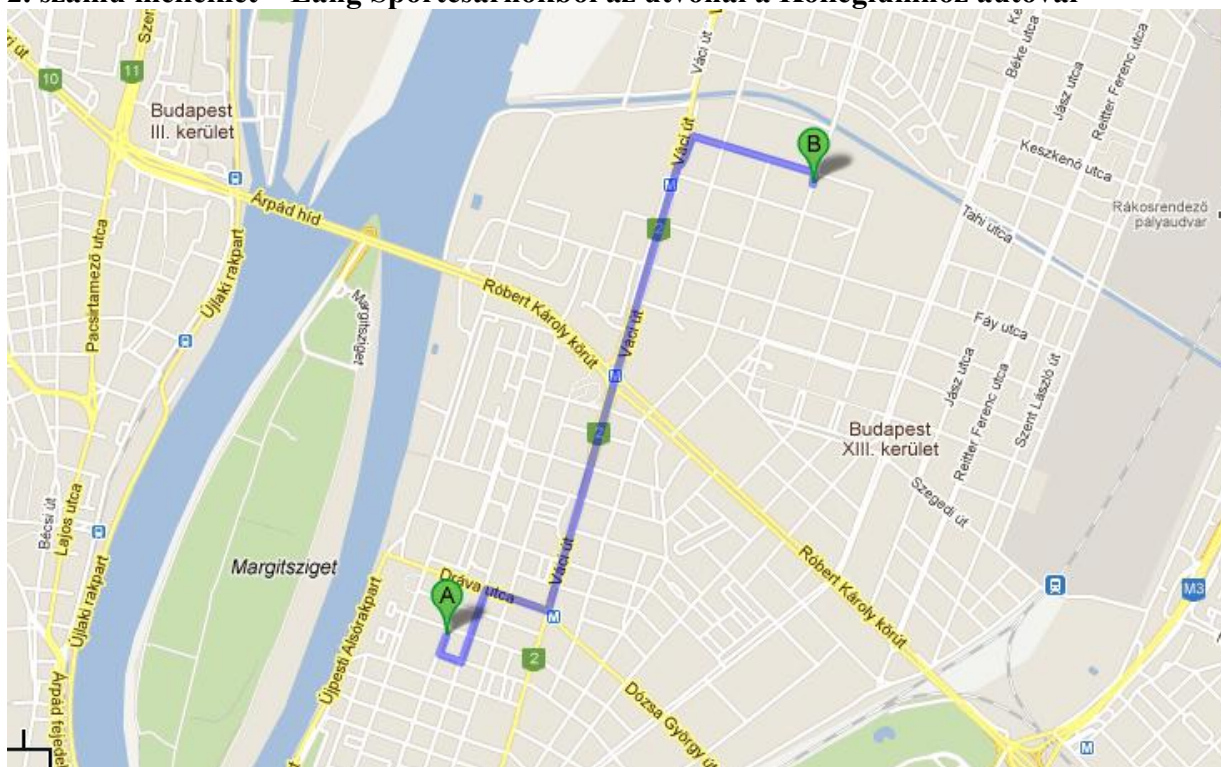 2. számú melléklet – Láng Sportcsarnokból az útvonal a Kollégiumhoz autóval
Váci út
10
11
Budapest
III. kerület
Béke utca
Jász utca
Reitter Ferenc utca
Váci út
B
Keszkenő utca
M
Árpád híd
Rákosrendező
pályaudvar
Tahi utca
2
Pacsirtamező utca
Újlaki rakpart
Margitsziget
Róbert Károly körút
Váci út
Fáy utca
M
Jász utca
Reitter Ferenc utca
Szent László út
2
Budapest
XIII. kerület
Szegedi út
Bécsi út
Lajos utca
Margitsziget
Váci út
Dráva utca
A
Róbert Károly körút
M3
M
Újlaki rakpart
Újpesti Alsórakpart
2
Dózsa György út
M
Árpád fejedel